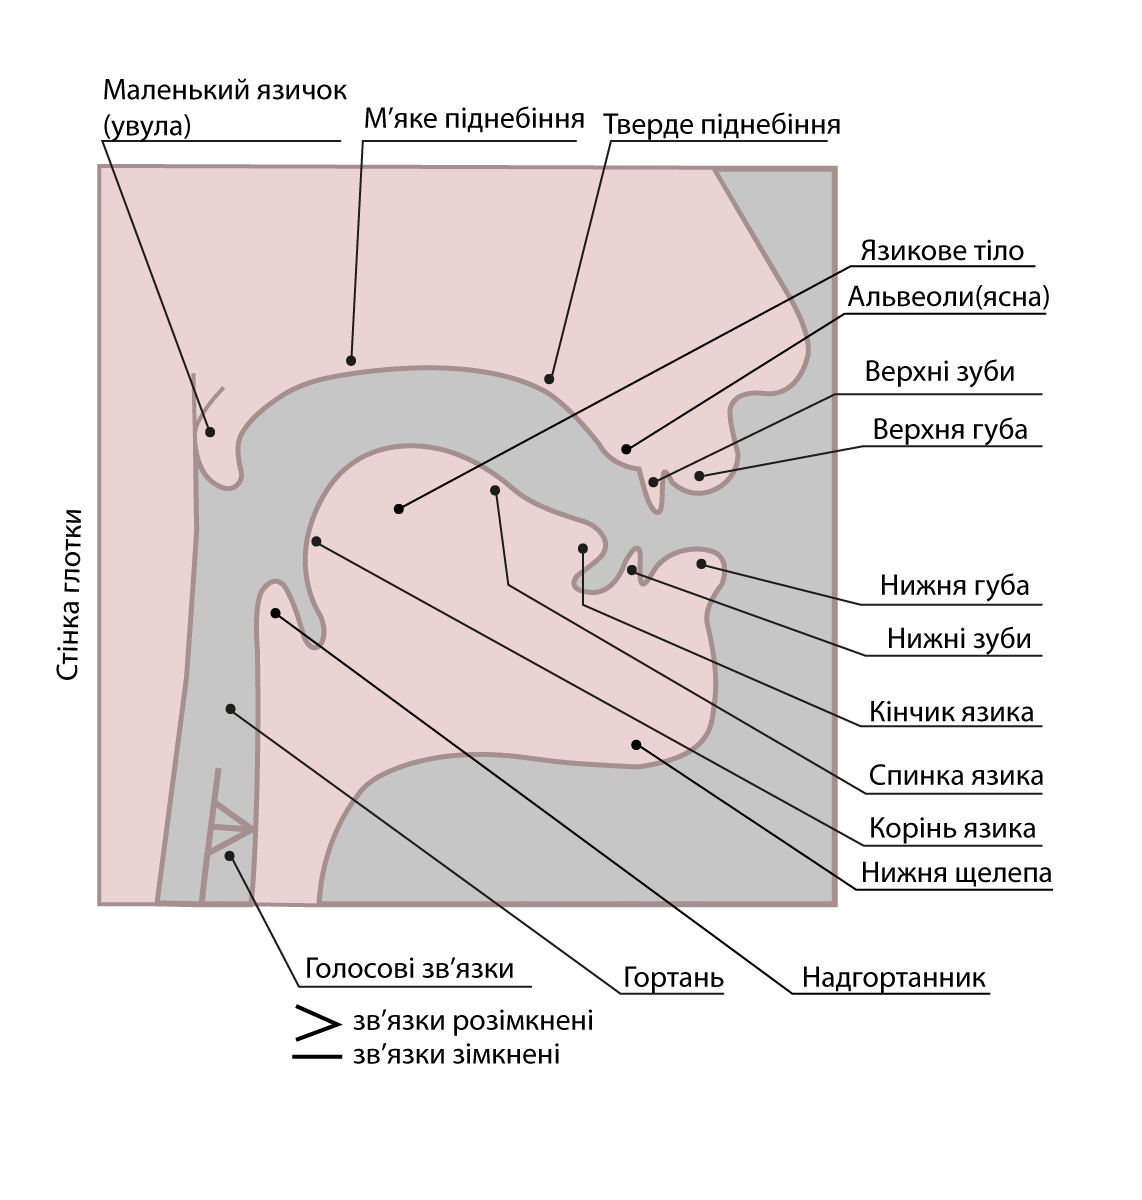 Маленький язичок
(увула)
М’яке піднебіння
Тверде піднебіння
Язикове тіло
Альвеоли(ясна)
Верхні зуби
Верхня губа
Стінка глотки
Нижня губа
Нижні зуби
Кінчик язика
Спинка язика
Корінь язика
Нижня щелепа
Голосові зв’язки
Гортань
Надгортанник
зв’язки розімкнені
зв’язки зімкнені